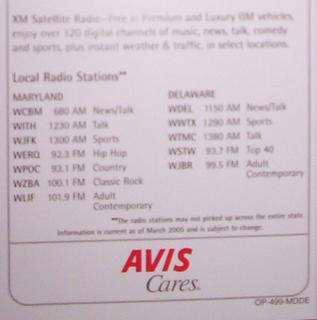 XM Satellite Radio–Free in Premium and Luxury GM vehicles,
enjoy over 120 digital channels of music, news, talk, comedy
and sports, plus instant weather & traffic, in select locations.
Local Radio Stations**
MARYLAND
WCBM 680 AM News/Talk
WITH 1230 AM Talk
WJFK 1300 AM Sports
WERQ 92.3 FM Hip Hop
WPOC 93.1 FM Country
WZBA 100.1 FM Classic Rock
WLIF 101.9 FM Adult
Contemporary
DELAWARE
WDEL 1150 AM News/Talk
WWTX 1290 AM Sports
WTMC 1380 AM Talk
WSTW 93.7 FM Top 40
WJBR 99.5 FM Adult
Contemporary
**The radio stations may not picked up across the entire state.
Information is current as of March 2005 and is subject to change.
AVIS
Cares.
OP-499-MDDE